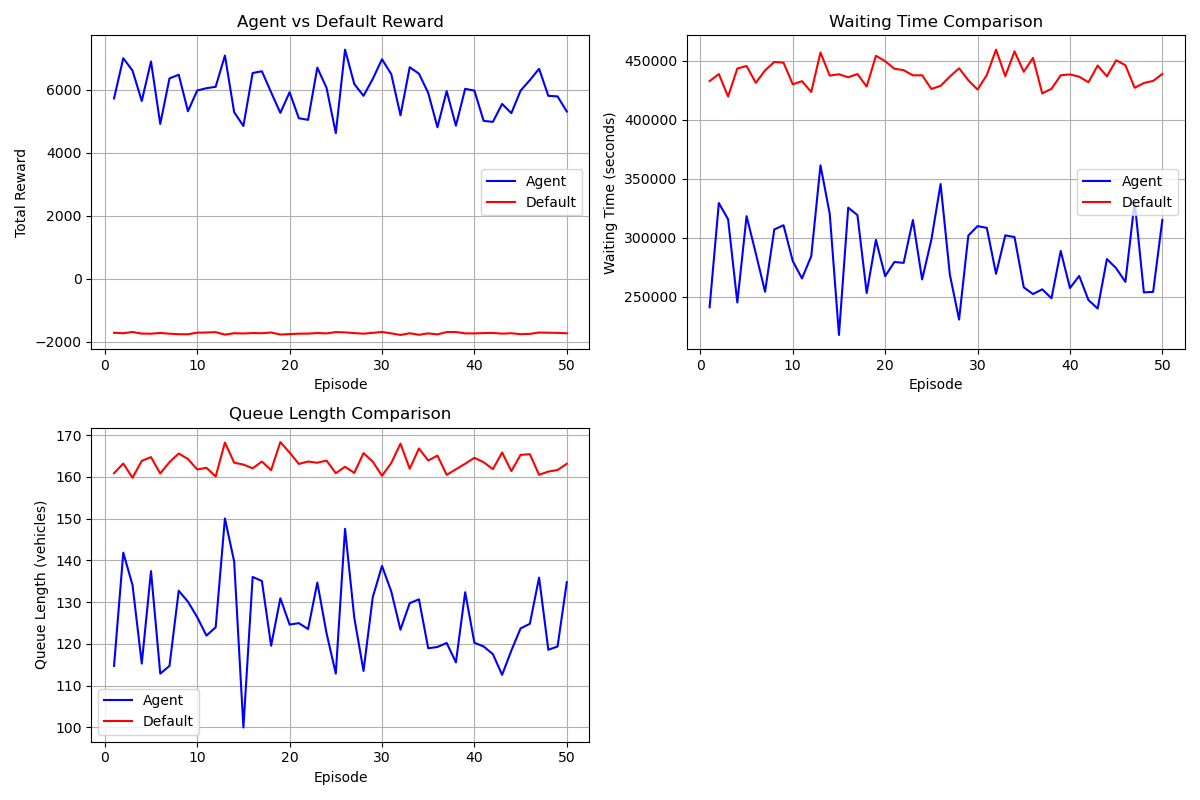 Agent vs Default Reward
Total Reward
6000
4000
2000
0
−2000
Agent
Default
0 10 20 30 40 50
Episode
Waiting Time Comparison
Waiting Time (seconds)
450000
400000
350000
300000
250000
Agent
Default
0 10 20 30 40 50
Episode
Queue Length Comparison
Queue Length (vehicles)
170
160
150
140
130
120
110
100
Agent
Default
0 10 20 30 40 50
Episode